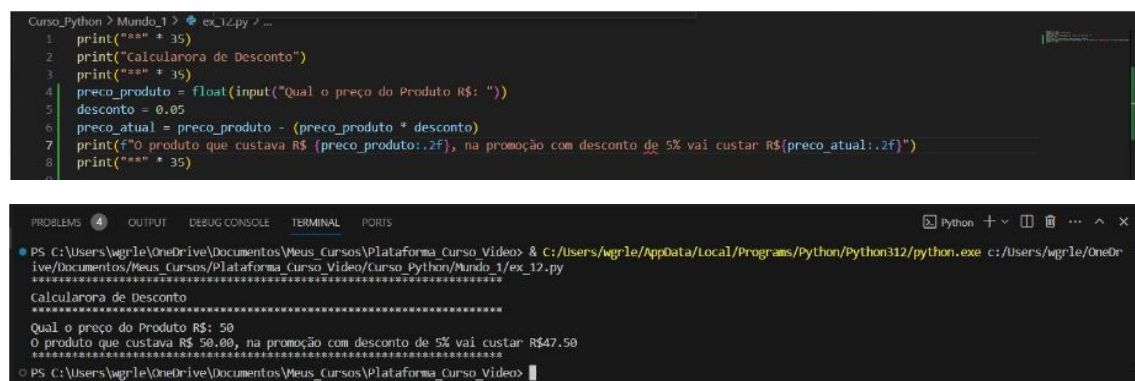 Curso_Python > Mundo_1 > ex_12.py > ...
1 print("**" * 35)
2 print("Calcularora de Desconto")
3 print("**" * 35)
4 preco_produto = float(input("Qual o preço do Produto R$: "))
5 desconto = 0.05
6 preco_atual = preco_produto - (preco_produto * desconto)
7 print(f"O produto que custava R$ {preco_produto:.2f}, na promoção com desconto de 5% vai custar R${preco_atual:.2f}")
8 print("**" * 35)
PROBLEMS 4 OUTPUT DEBUG CONSOLE TERMINAL PORTS Python
PS C:\Users\wgrle\OneDrive\Documentos\Meus_Cursos\Plataforma_Curso_Video> & C:/Users/wgrle/AppData/Local/Programs/Python/Python312/python.exe c:/Users/wgrle/OneDr
ive/Documentos/Meus_Cursos/Plataforma_Curso_Video/Curso_Python/Mundo_1/ex_12.py
**********************************************************************
Calcularora de Desconto
**********************************************************************
Qual o preço do Produto R$: 50
O produto que custava R$ 50.00, na promoção com desconto de 5% vai custar R$47.50
**********************************************************************
PS C:\Users\wgrle\OneDrive\Documentos\Meus_Cursos\Plataforma_Curso_Video>